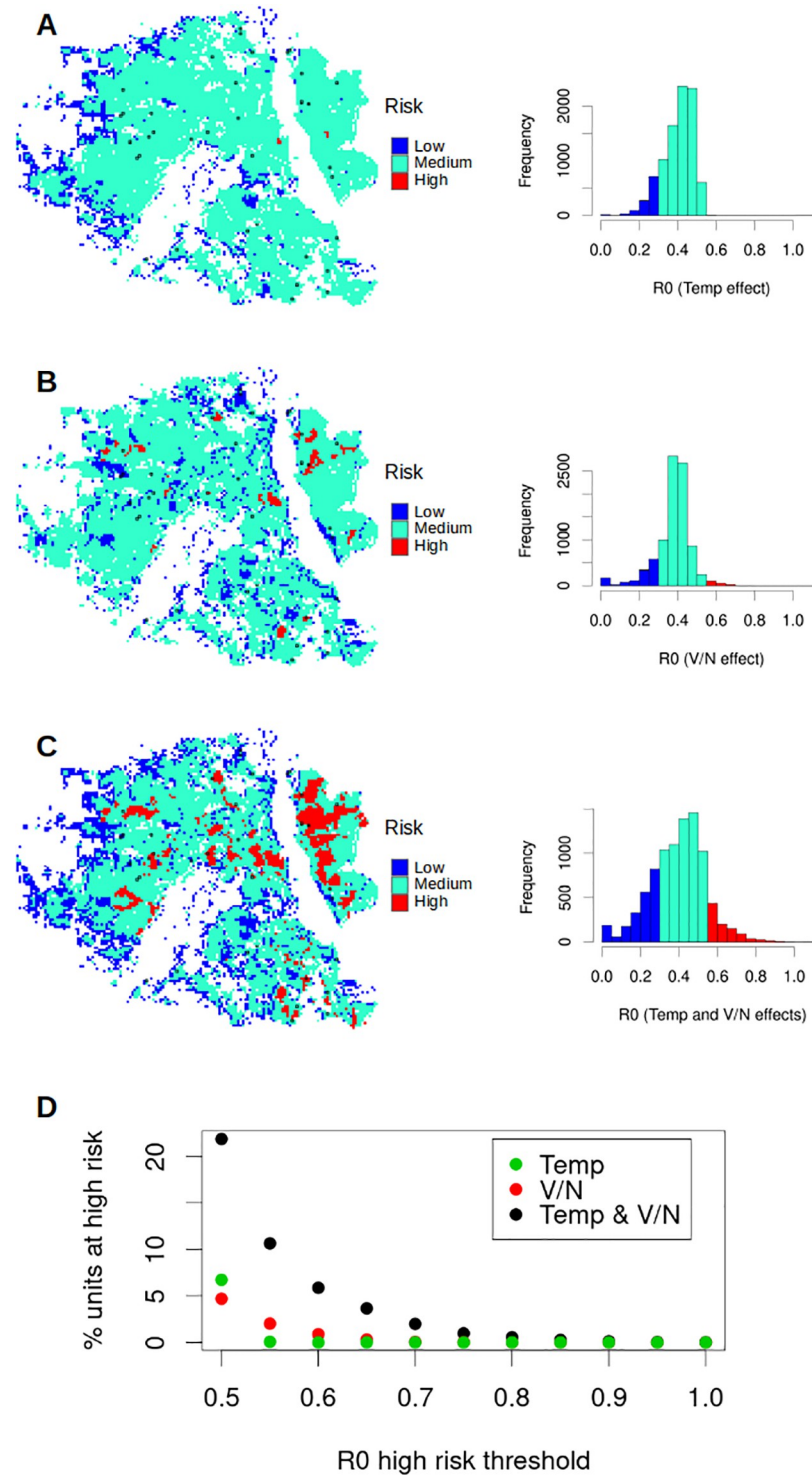 A
Risk
Low
Medium
High
Frequency
0 1000 2000
0.0 0.2 0.4 0.6 0.8 1.0
R0 (Temp effect)
B
Risk
Low
Medium
High
Frequency
0 1000 2500
0.0 0.2 0.4 0.6 0.8 1.0
R0 (V/N effect)
C
Risk
Low
Medium
High
Frequency
0 500 1000
0.0 0.2 0.4 0.6 0.8 1.0
R0 (Temp and V/N effects)
D
% units at high risk
0 5 10 20
Temp
V/N
Temp & V/N
0.5 0.6 0.7 0.8 0.9 1.0
R0 high risk threshold